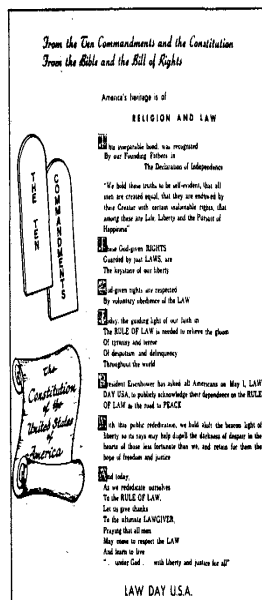 From the Ten Commandments and the Constitution
From the Bible and the Bill of Rights
America's heritage is of
RELIGION AND LAW
This inseparable bond, was recognized
By our Founding Fathers in
The Declaration of Independence
"We hold these truths to be self-evident, that all
men are created equal, that they are endowed by
their Creator with certain inalienable rights, that
among these are Life, Liberty and the Pursuit of
Happiness"
These God-given RIGHTS
Guarded by just LAWS, are
The keystone of our liberty
God-given rights are respected
By voluntary obedience of the LAW
Today, the guiding light of our faith in
The RULE OF LAW is needed to relieve the gloom
Of tyranny and terror
Of despotism and delinquency
Throughout the world
President Eisenhower has asked all Americans on May 1, LAW
DAY USA, to publicly acknowledge their dependence on the RULE
OF LAW as the road to PEACE
With this public rededication, we hold aloft the beacon light of
liberty so its rays may help dispell the darkness of despair in the
hearts of those less fortunate than we, and retain for them the
hope of freedom and justice
And today,
As we rededicate ourselves
To the RULE OF LAW,
Let us give thanks
To the ultimate LAWGIVER,
Praying that all men
May come to respect the LAW
And learn to live
". under God . with liberty and justice for all"
LAW DAY U.S.A.
THE TEN
COMMANDMENTS
the
Constitution
of the
United States
of
America